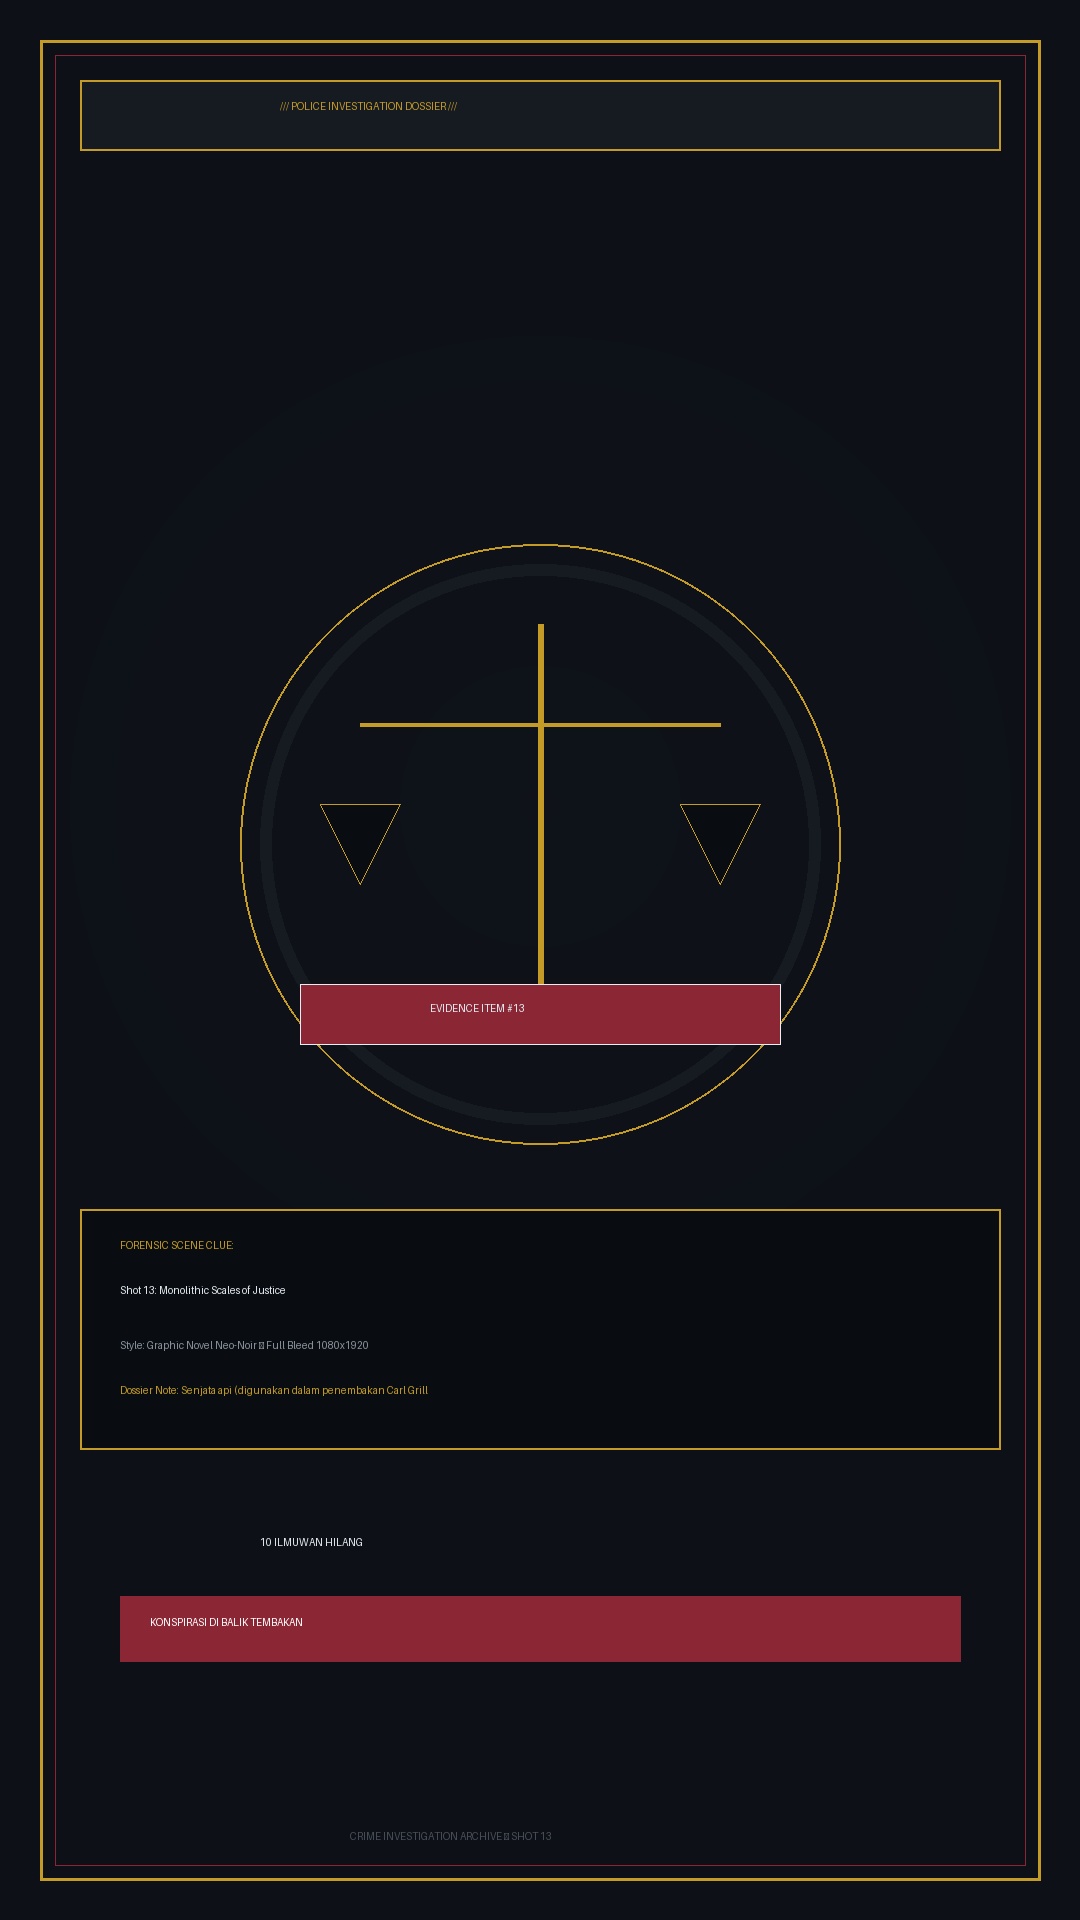 /// POLICE INVESTIGATION DOSSIER ///
EVIDENCE ITEM #13
FORENSIC SCENE CLUE:
Shot 13: Monolithic Scales of Justice
Style: Graphic Novel Neo-Noir ▯ Full Bleed 1080x1920
Dossier Note: Senjata api (digunakan dalam penembakan Carl Grill
10 ILMUWAN HILANG
KONSPIRASI DI BALIK TEMBAKAN
CRIME INVESTIGATION ARCHIVE ▯ SHOT 13